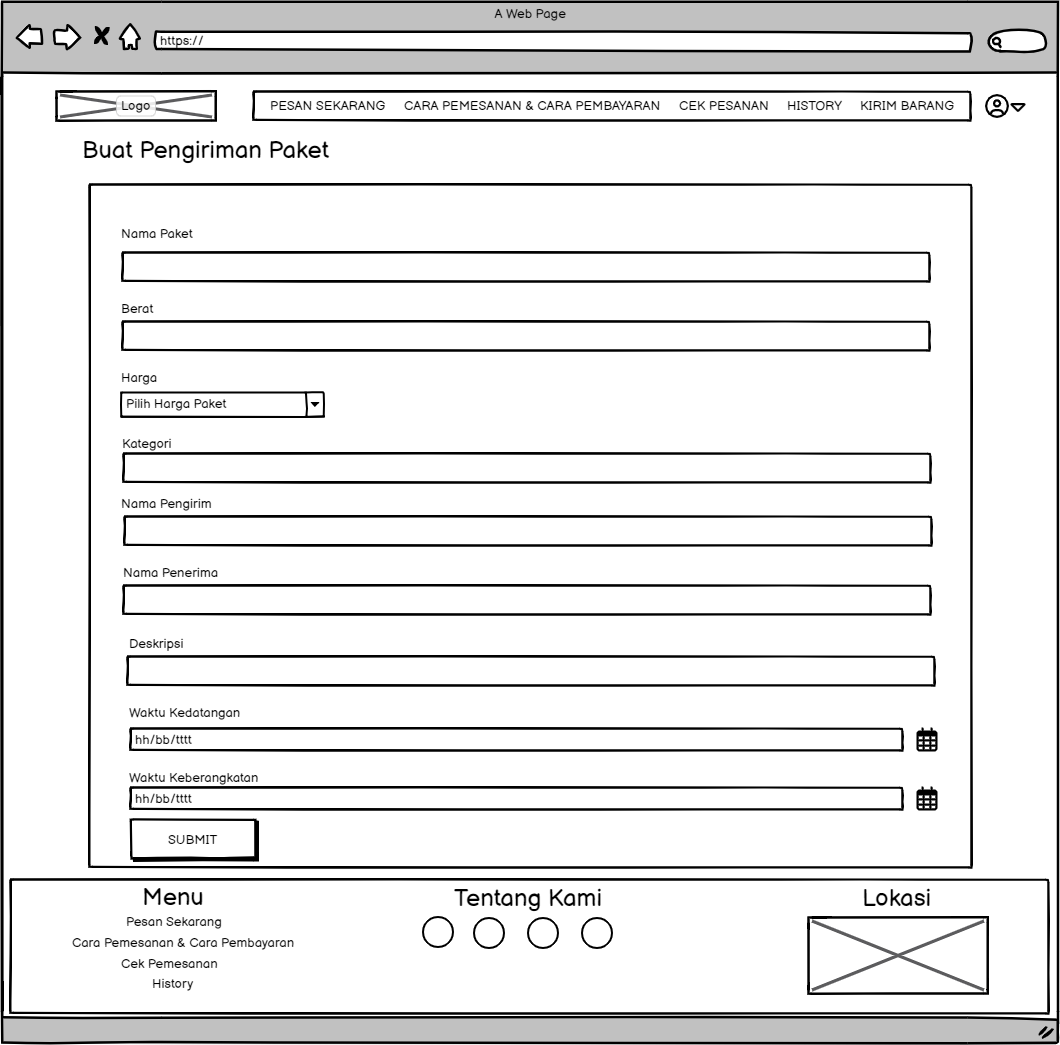 A Web Page
https://
Logo
PESAN SEKARANG CARA PEMESANAN & CARA PEMBAYARAN CEK PESANAN HISTORY KIRIM BARANG
Buat Pengiriman Paket
Nama Paket
Berat
Harga
Pilih Harga Paket
Kategori
Nama Pengirim
Nama Penerima
Deskripsi
Waktu Kedatangan
hh/bb/tttt
Waktu Keberangkatan
hh/bb/tttt
SUBMIT
Menu
Pesan Sekarang
Cara Pemesanan & Cara Pembayaran
Cek Pemesanan
History
Tentang Kami
Lokasi